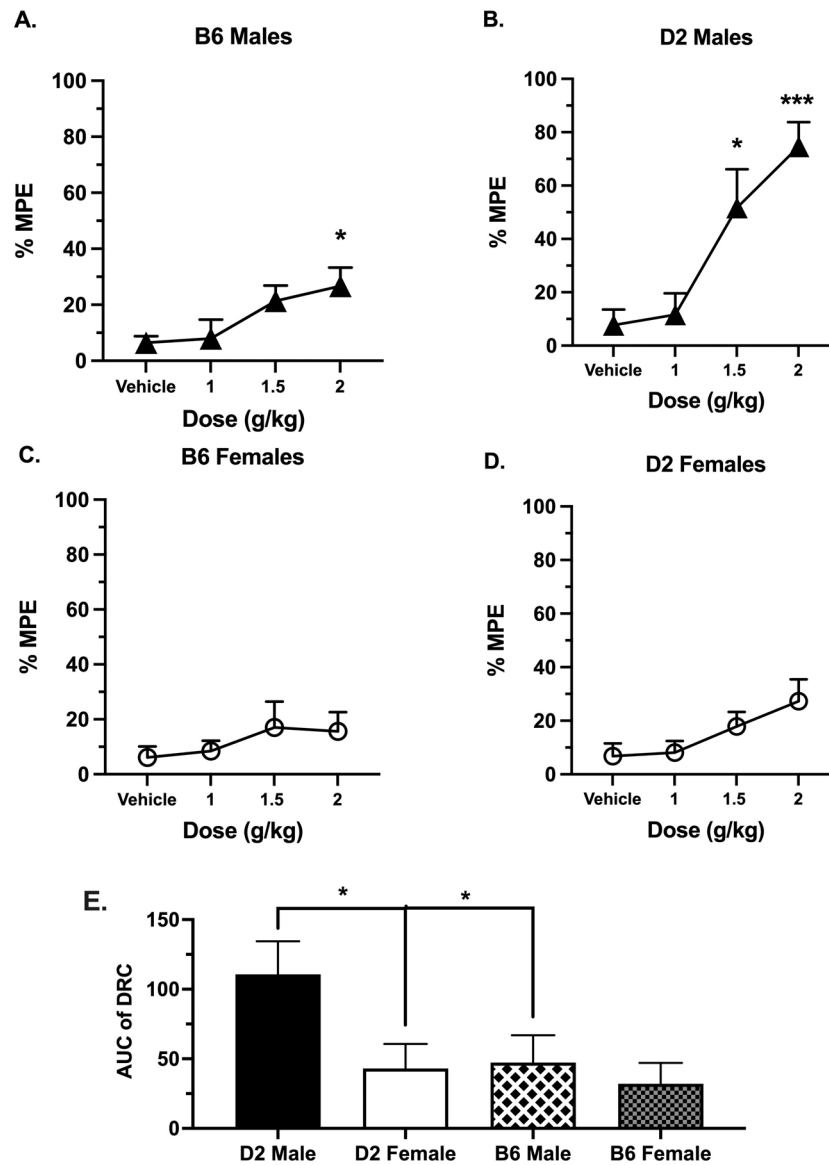 A.
B6 Males
100
80
60
40
20
0
% MPE
*
Vehicle 1 1.5 2
Dose (g/kg)
B.
D2 Males
100
80
60
40
20
0
% MPE
*
***
Vehicle 1 1.5 2
Dose (g/kg)
C.
B6 Females
100
80
60
40
20
0
% MPE
Vehicle 1 1.5 2
Dose (g/kg)
D.
D2 Females
100
80
60
40
20
0
% MPE
Vehicle 1 1.5 2
Dose (g/kg)
E.
150
100
50
0
AUC of DRC
* *
D2 Male D2 Female B6 Male B6 Female